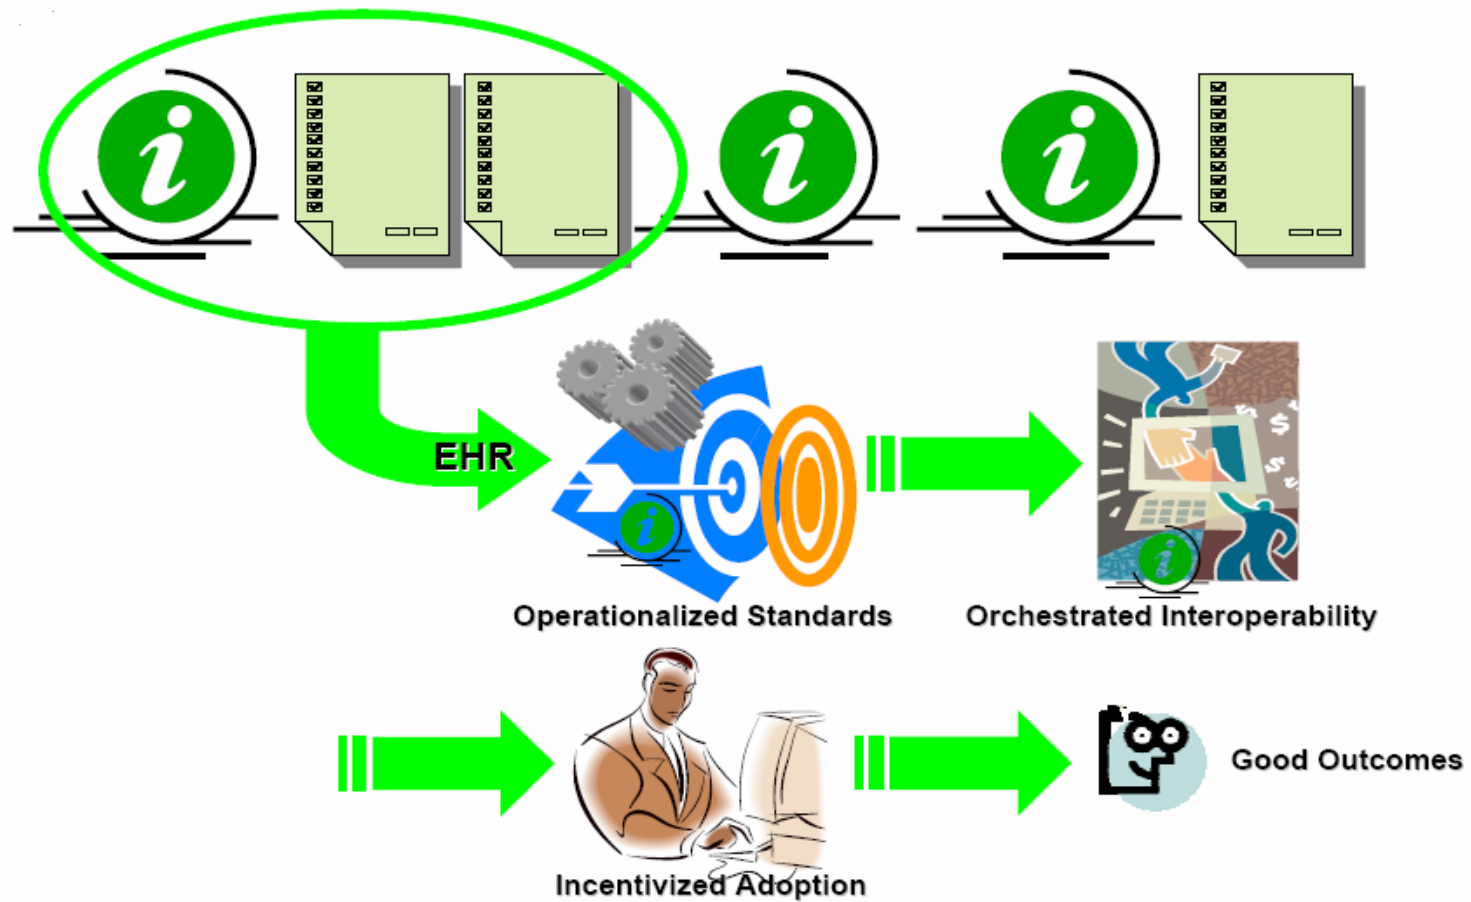 i
i
i
EHR
$
$
i
i
Operationalized Standards
Orchestrated Interoperability
Good Outcomes
Incentivized Adoption